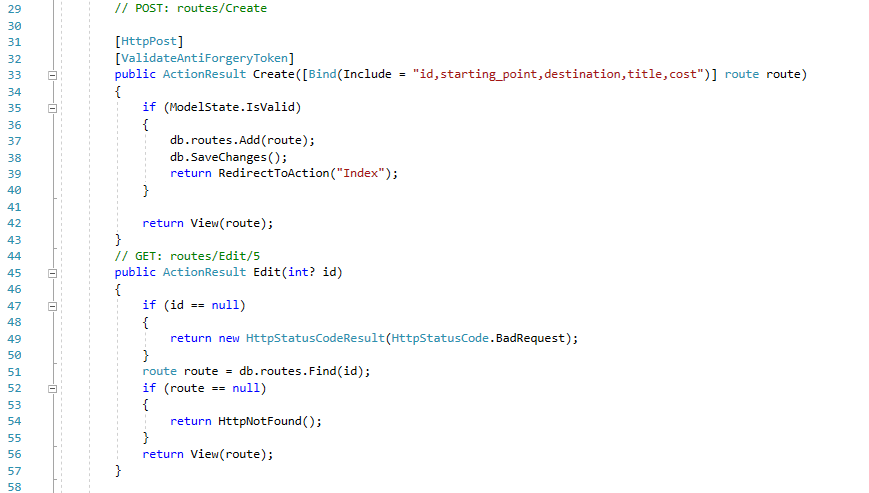 29 // POST: routes/Create
30
31 [HttpPost]
32 [ValidateAntiForgeryToken]
33 public ActionResult Create([Bind(Include = "id,starting_point,destination,title,cost")] route route)
34 {
35 if (ModelState.IsValid)
36 {
37 db.routes.Add(route);
38 db.SaveChanges();
39 return RedirectToAction("Index");
40 }
41
42 return View(route);
43 }
44 // GET: routes/Edit/5
45 public ActionResult Edit(int? id)
46 {
47 if (id == null)
48 {
49 return new HttpStatusCodeResult(HttpStatusCode.BadRequest);
50 }
51 route route = db.routes.Find(id);
52 if (route == null)
53 {
54 return HttpNotFound();
55 }
56 return View(route);
57 }
58